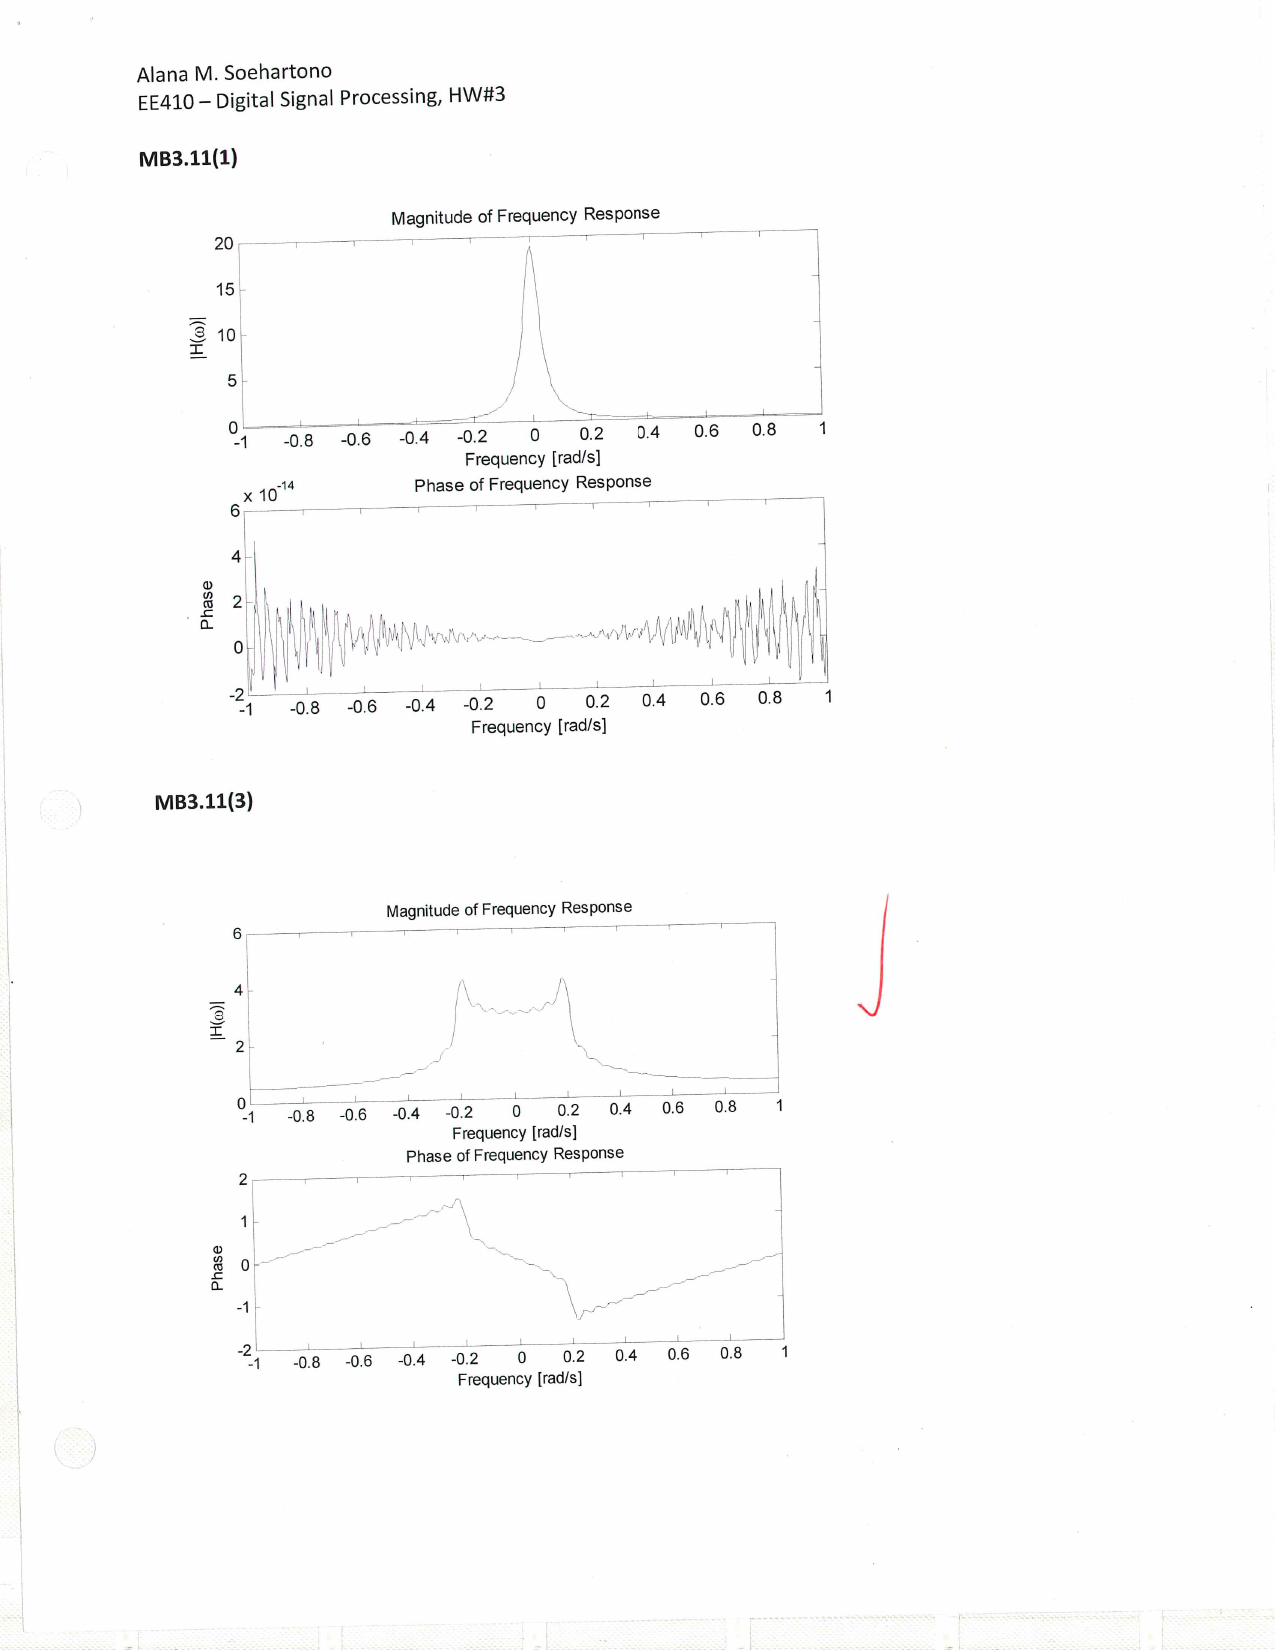 Alana M. Soehartono
EE410 – Digital Signal Processing, HW#3
MB3.11(1)
Magnitude of Frequency Response
20
15
10
5
0
|H(ω)|
-1 -0.8 -0.6 -0.4 -0.2 0 0.2 0.4 0.6 0.8 1
Frequency [rad/s]
Phase of Frequency Response
x 10-14
6
4
2
0
-2
Phase
-1 -0.8 -0.6 -0.4 -0.2 0 0.2 0.4 0.6 0.8 1
Frequency [rad/s]
MB3.11(3)
Magnitude of Frequency Response
6
4
2
0
|H(ω)|
-1 -0.8 -0.6 -0.4 -0.2 0 0.2 0.4 0.6 0.8 1
Frequency [rad/s]
Phase of Frequency Response
2
1
0
-1
-2
Phase
-1 -0.8 -0.6 -0.4 -0.2 0 0.2 0.4 0.6 0.8 1
Frequency [rad/s]